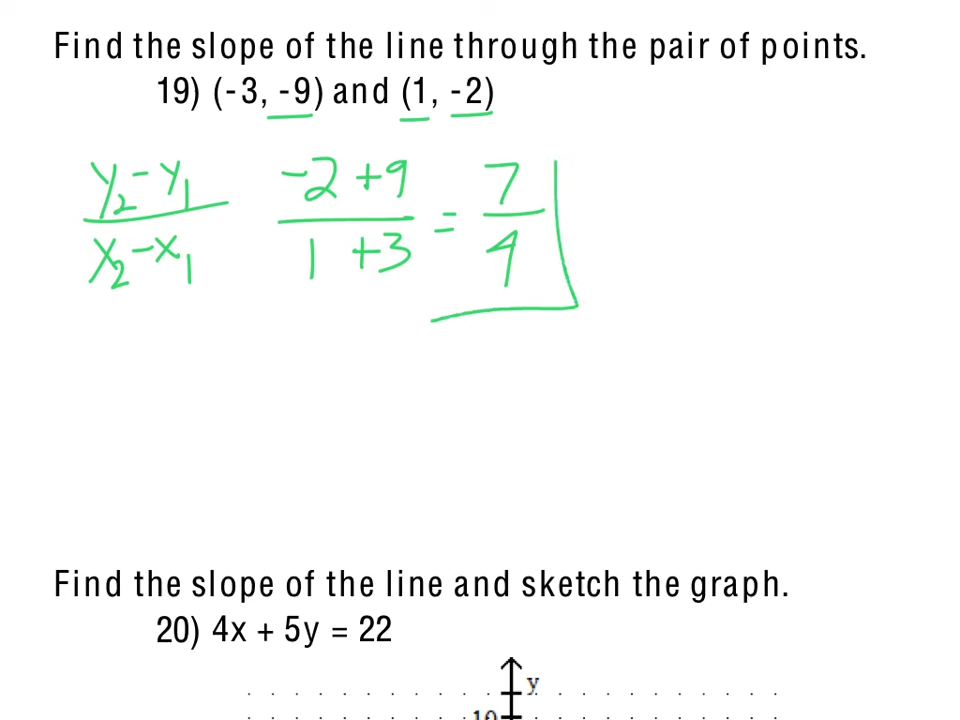 Find the slope of the line through the pair of points.
19) (-3, -9) and (1, -2)
y₂-y₁ / x₂-x₁   -2+9 / 1+3 = 7/4
Find the slope of the line and sketch the graph.
20) 4x + 5y = 22
y
10